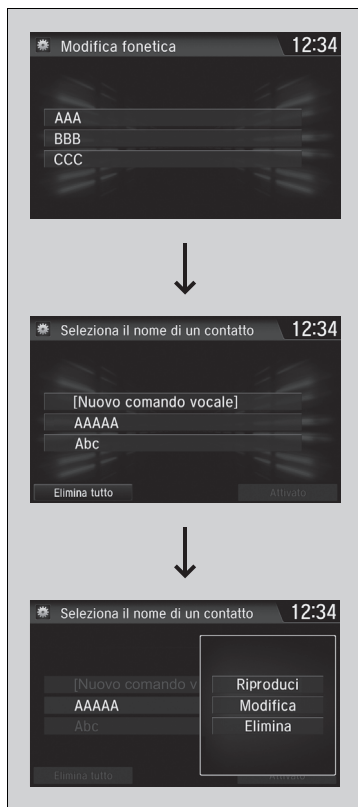 Modifica fonetica 12:34
AAA
BBB
CCC
Seleziona il nome di un contatto 12:34
[Nuovo comando vocale]
AAAAA
Abc
Elimina tutto Attivato
Seleziona il nome di un contatto 12:34
[Nuovo comando v
AAAAA
Abc
Riproduci
Modifica
Elimina
Elimina tutto Attivato